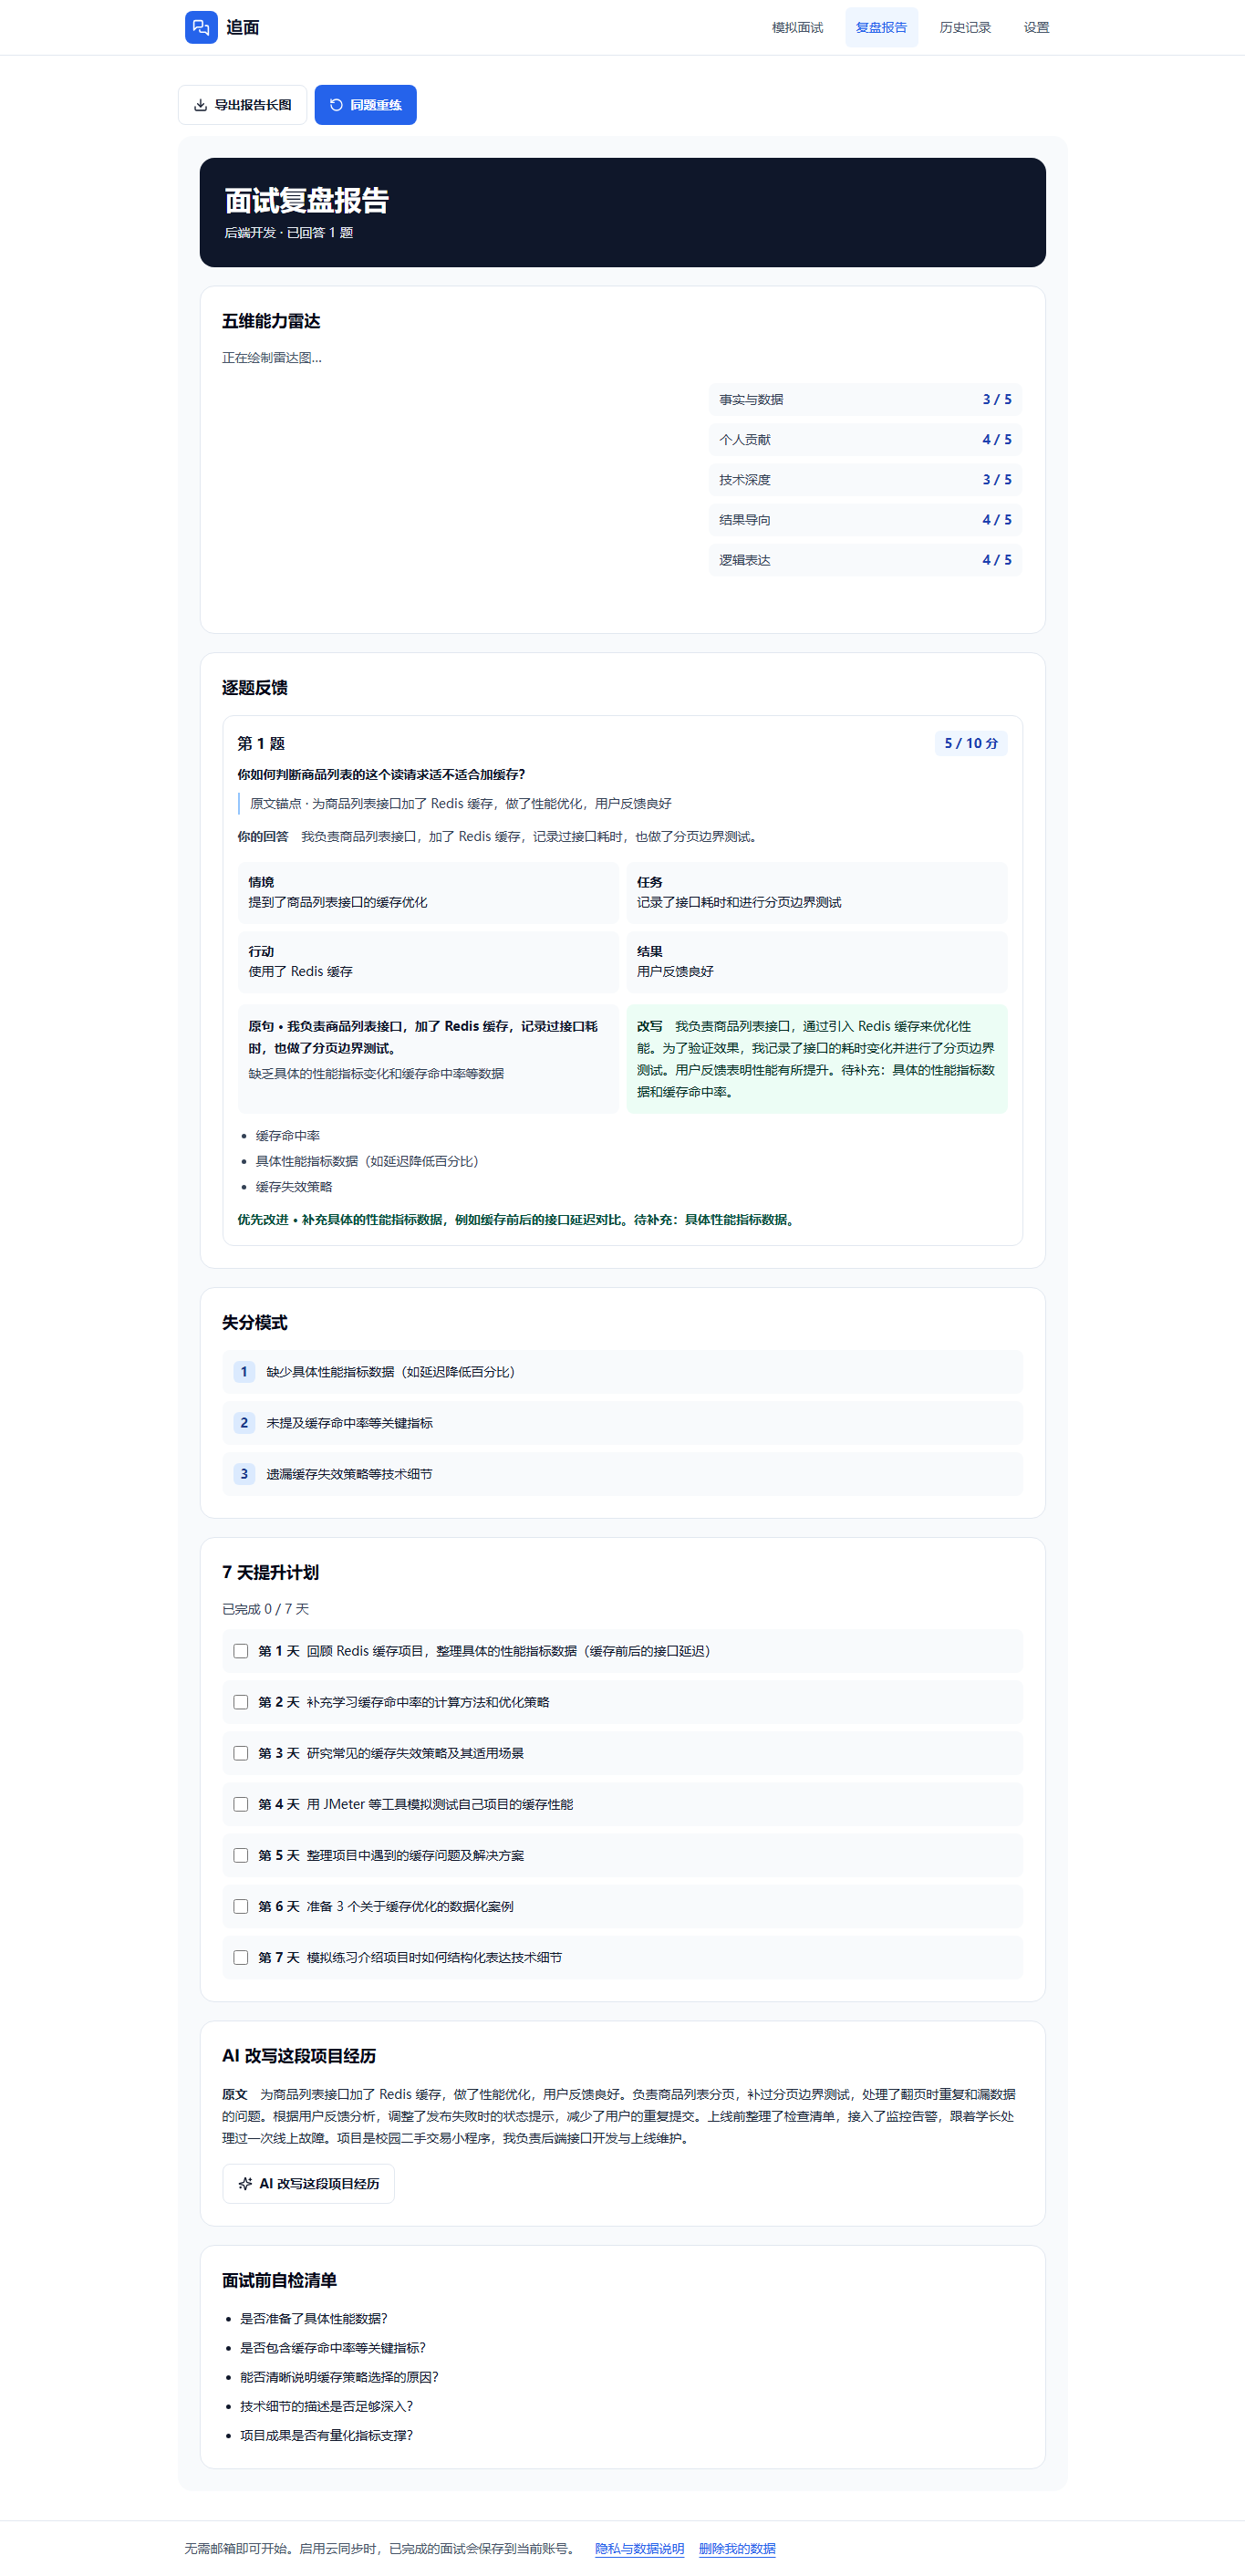 追面
模拟面试
复盘报告
历史记录
设置
导出报告长图
同题重练
面试复盘报告
后端开发 · 已回答 1 题
五维能力雷达
正在绘制雷达图...
事实与数据 3 / 5
个人贡献 4 / 5
技术深度 3 / 5
结果导向 4 / 5
逻辑表达 4 / 5
逐题反馈
第 1 题 5 / 10 分
你如何判断商品列表的这个读请求适不适合加缓存？
原文锚点 · 为商品列表接口加了 Redis 缓存，做了性能优化，用户反馈良好
你的回答 我负责商品列表接口，加了 Redis 缓存，记录过接口耗时，也做了分页边界测试。
情境
提到了商品列表接口的缓存优化
任务
记录了接口耗时和进行分页边界测试
行动
使用了 Redis 缓存
结果
用户反馈良好
原句 • 我负责商品列表接口，加了 Redis 缓存，记录过接口耗
时，也做了分页边界测试。
缺乏具体的性能指标变化和缓存命中率等数据
改写 我负责商品列表接口，通过引入 Redis 缓存来优化性
能。为了验证效果，我记录了接口的耗时变化并进行了分页边界
测试。用户反馈表明性能有所提升。待补充：具体的性能指标数
据和缓存命中率。
• 缓存命中率
• 具体性能指标数据（如延迟降低百分比）
• 缓存失效策略
优先改进 • 补充具体的性能指标数据，例如缓存前后的接口延迟对比。待补充：具体性能指标数据。
失分模式
1 缺少具体性能指标数据（如延迟降低百分比）
2 未提及缓存命中率等关键指标
3 遗漏缓存失效策略等技术细节
7 天提升计划
已完成 0 / 7 天
第 1 天 回顾 Redis 缓存项目，整理具体的性能指标数据（缓存前后的接口延迟）
第 2 天 补充学习缓存命中率的计算方法和优化策略
第 3 天 研究常见的缓存失效策略及其适用场景
第 4 天 用 JMeter 等工具模拟测试自己项目的缓存性能
第 5 天 整理项目中遇到的缓存问题及解决方案
第 6 天 准备 3 个关于缓存优化的数据化案例
第 7 天 模拟练习介绍项目时如何结构化表达技术细节
AI 改写这段项目经历
原文 为商品列表接口加了 Redis 缓存，做了性能优化，用户反馈良好。负责商品列表分页，补过分页边界测试，处理了翻页时重复和漏数据
的问题。根据用户反馈分析，调整了发布失败时的状态提示，减少了用户的重复提交。上线前整理了检查清单，接入了监控告警，跟着学长处
理过一次线上故障。项目是校园二手交易小程序，我负责后端接口开发与上线维护。
AI 改写这段项目经历
面试前自检清单
• 是否准备了具体性能数据？
• 是否包含缓存命中率等关键指标？
• 能否清晰说明缓存策略选择的原因？
• 技术细节的描述是否足够深入？
• 项目成果是否有量化指标支撑？
无需邮箱即可开始。启用云同步时，已完成的面试会保存到当前账号。 隐私与数据说明 删除我的数据